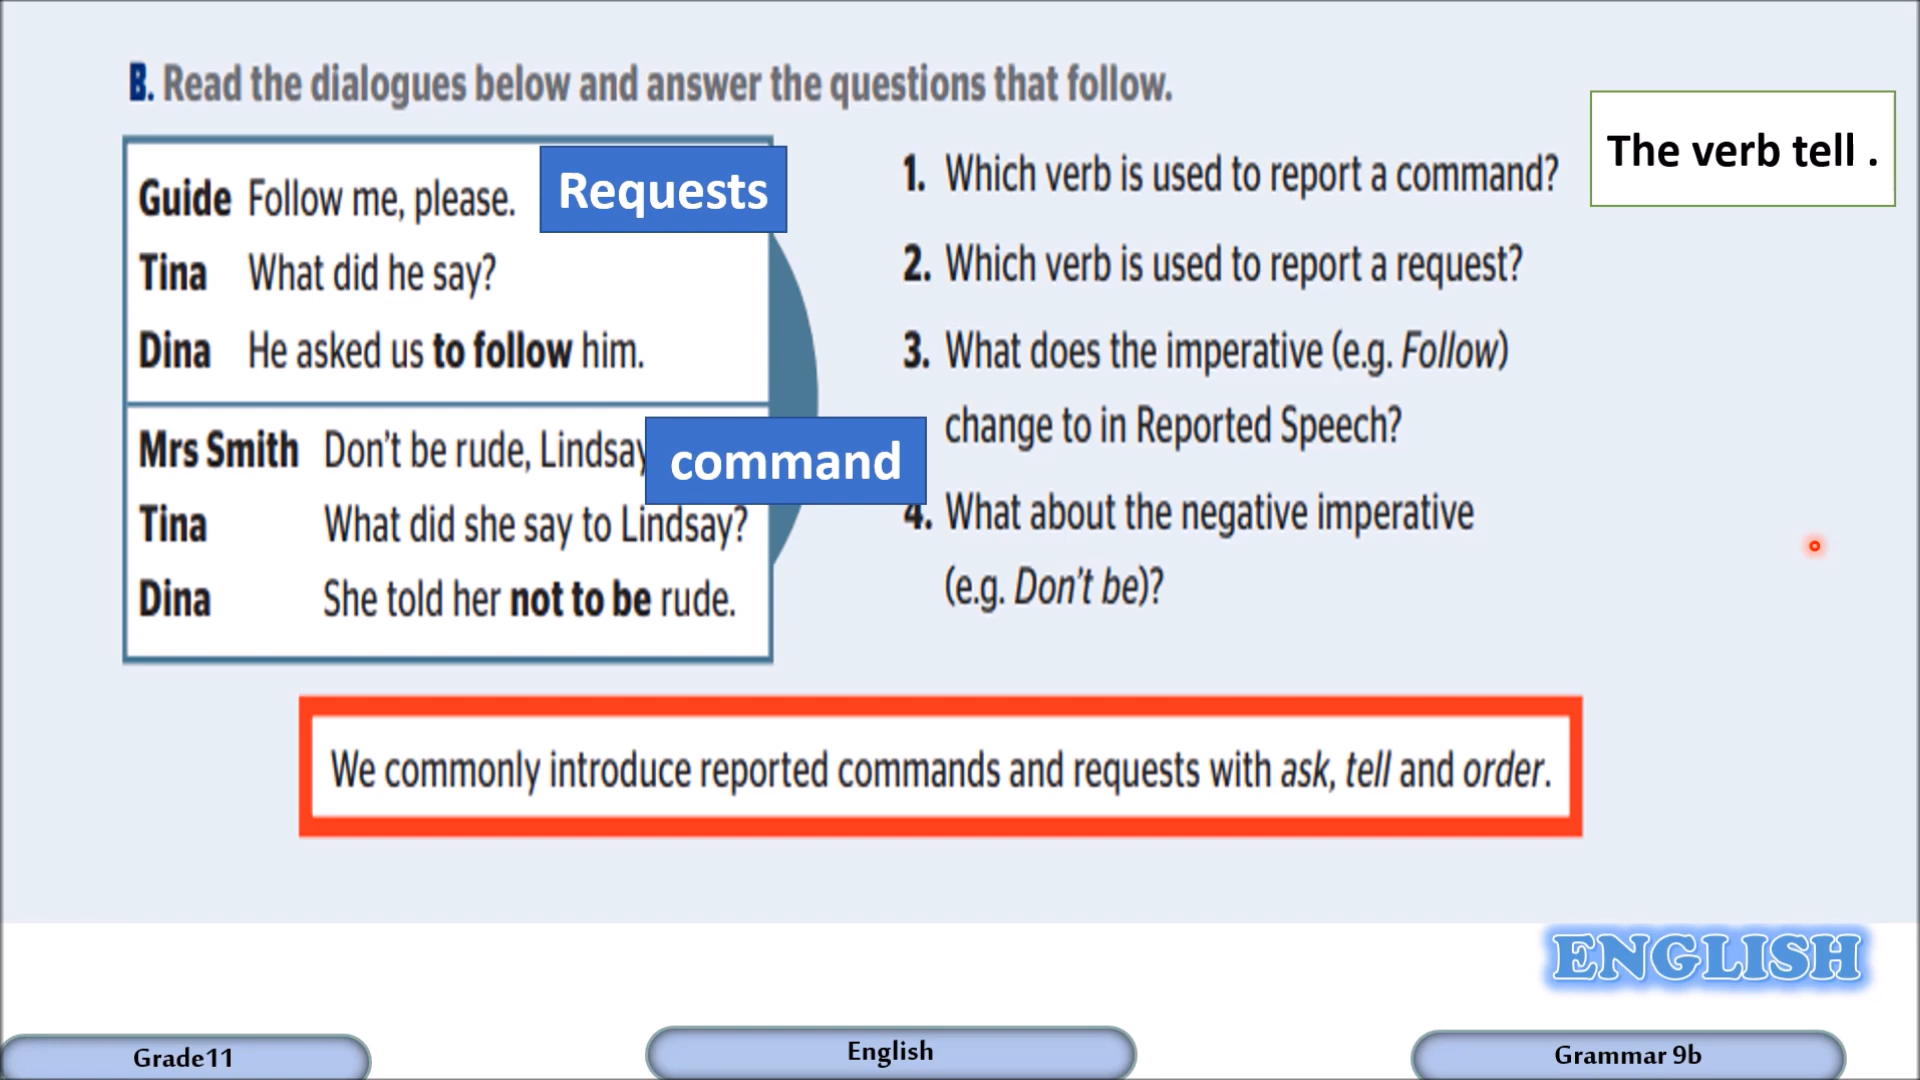 B. Read the dialogues below and answer the questions that follow.
Guide Follow me, please.
Requests
Tina What did he say?
Dina He asked us to follow him.
Mrs Smith Don't be rude, Lindsay
command
Tina What did she say to Lindsay?
Dina She told her not to be rude.
1. Which verb is used to report a command?
The verb tell .
2. Which verb is used to report a request?
3. What does the imperative (e.g. Follow)
change to in Reported Speech?
4. What about the negative imperative
(e.g. Don't be)?
We commonly introduce reported commands and requests with ask, tell and order.
ENGLISH
Grade11
English
Grammar 9b